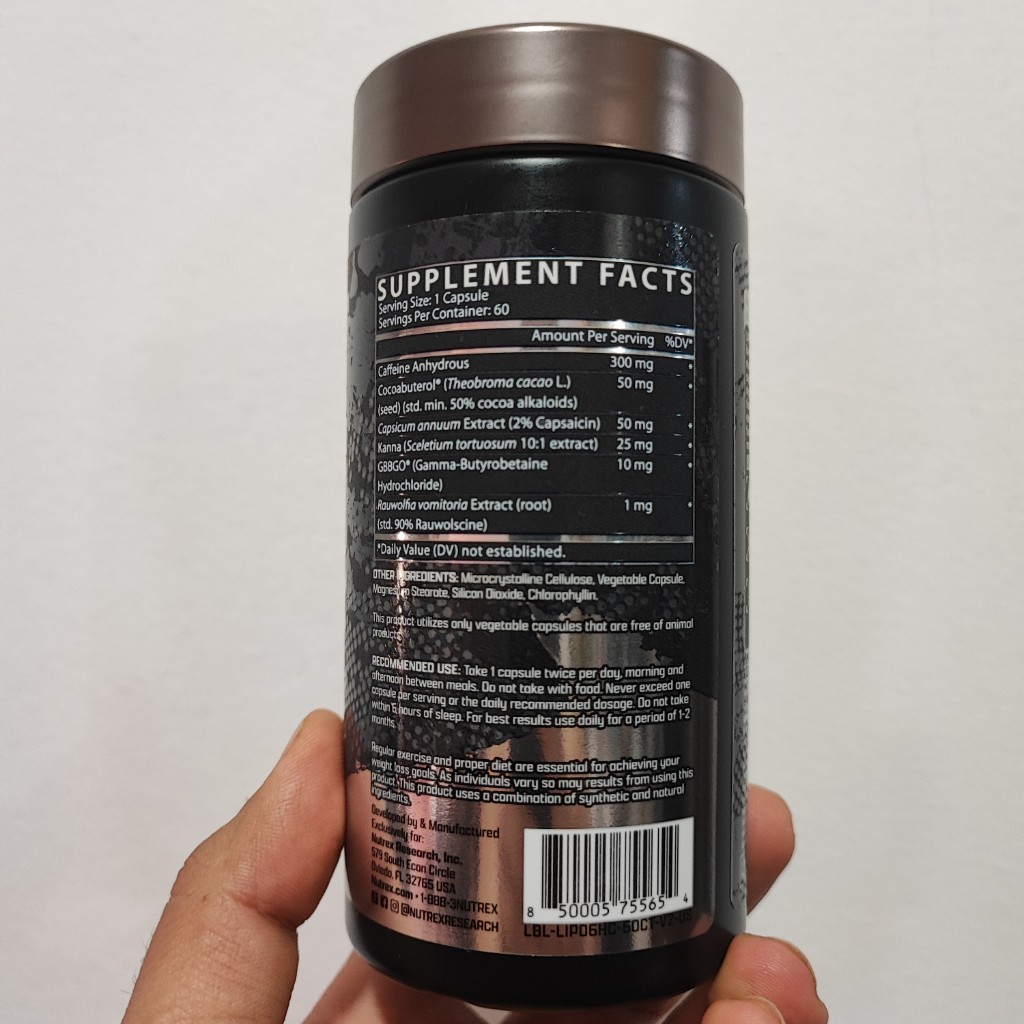 SUPPLEMENT FACTS
Serving Size: 1 Capsule
Servings Per Container: 60
Amount Per Serving %DV*
Caffeine Anhydrous 300 mg *
Cocoabuterol® (Theobroma cacao L.) 50 mg *
(seed) (std. min. 50% cocoa alkaloids)
Capsicum annuum Extract (2% Capsaicin) 50 mg *
Kanna (Sceletium tortuosum 10:1 extract) 25 mg *
GBBGO® (Gamma-Butyrobetaine 10 mg *
Hydrochloride)
Rauwolfia vomitoria Extract (root) 1 mg *
(std. 90% Rauwolscine)
*Daily Value (DV) not established.
OTHER INGREDIENTS: Microcrystalline Cellulose, Vegetable Capsule,
Magnesium Stearate, Silicon Dioxide, Chlorophyllin.
This product utilizes only vegetable capsules that are free of animal
products.
RECOMMENDED USE: Take 1 capsule twice per day, morning and
afternoon between meals. Do not take with food. Never exceed one
capsule per serving or the daily recommended dosage. Do not take
within 6 hours of sleep. For best results use daily for a period of 1-2
months.
Regular exercise and proper diet are essential for achieving your
weight loss goals. As individuals vary so may results from using this
product. This product uses a combination of synthetic and natural
ingredients.
Developed by & Manufactured
Exclusively for:
Nutrex Research, Inc.
579 South Econ Circle
Oviedo, FL 32765 USA
Nutrex.com • 1-888-3NUTREX
@NUTREXRESEARCH
8 50005 75565 4